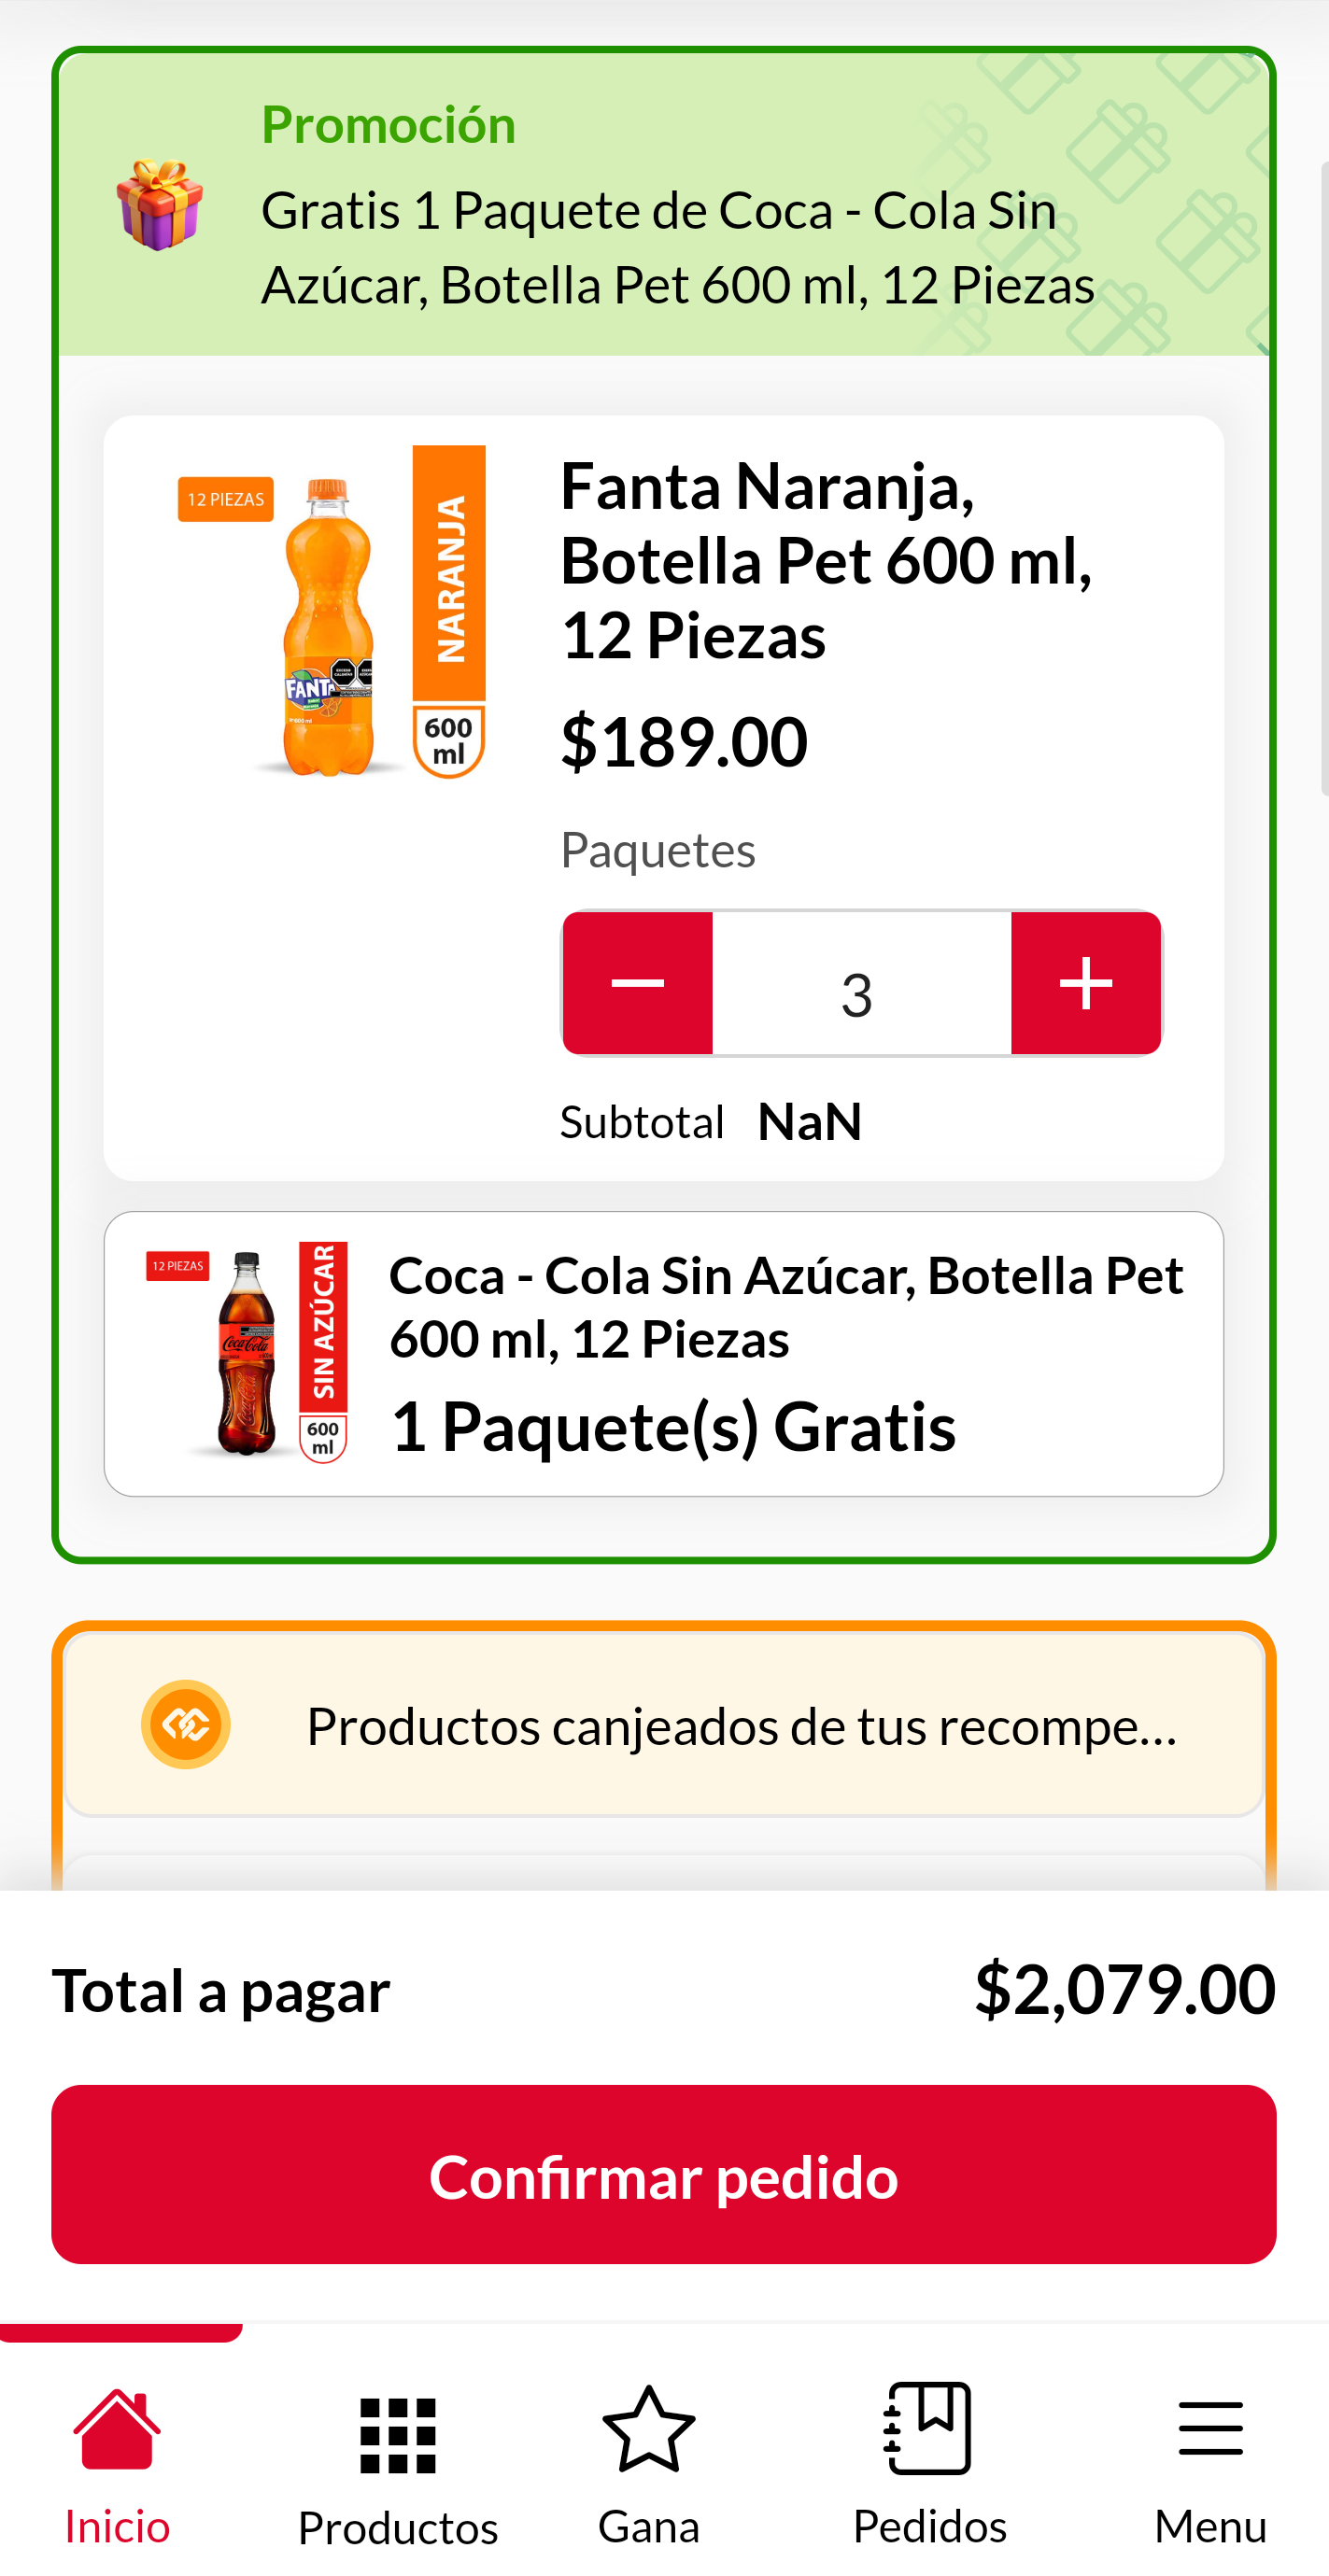 Promoción
Gratis 1 Paquete de Coca - Cola Sin
Azúcar, Botella Pet 600 ml, 12 Piezas
12 PIEZAS
NARANJA
600
ml
FANTA
Fanta Naranja,
Botella Pet 600 ml,
12 Piezas
$189.00
Paquetes
3
Subtotal NaN
12 PIEZAS
SIN AZÚCAR
600
ml
Coca-Cola
Coca - Cola Sin Azúcar, Botella Pet
600 ml, 12 Piezas
1 Paquete(s) Gratis
Productos canjeados de tus recompe...
Total a pagar $2,079.00
Confirmar pedido
Inicio Productos Gana Pedidos Menu